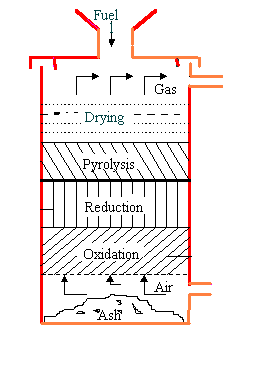 Fuel
Gas
Drying
Pyrolysis
Reduction
Oxidation
Air
Ash